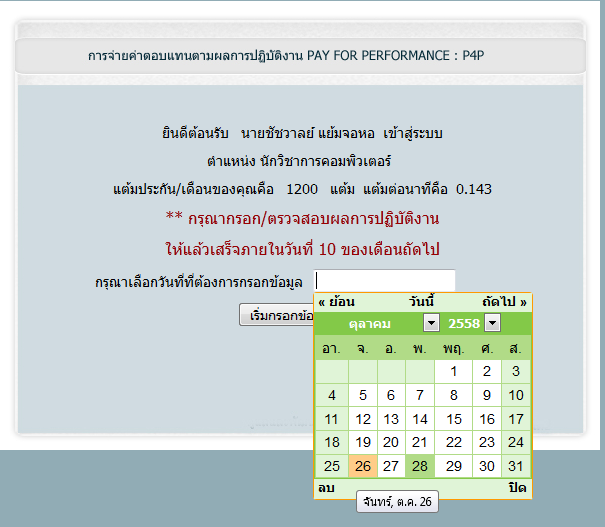 การจ่ายค่าตอบแทนตามผลการปฏิบัติงาน PAY FOR PERFORMANCE : P4P
ยินดีต้อนรับ นายชัชวาลย์ แย้มจอหอ เข้าสู่ระบบ
ตำแหน่ง นักวิชาการคอมพิวเตอร์
แต้มประกัน/เดือนของคุณคือ 1200 แต้ม แต้มต่อนาทีคือ 0.143
** กรุณากรอก/ตรวจสอบผลการปฏิบัติงาน
ให้แล้วเสร็จภายในวันที่ 10 ของเดือนถัดไป
กรุณาเลือกวันที่ที่ต้องการกรอกข้อมูล
« ย้อน วันนี้ ถัดไป »
เริ่มกรอกข้อ
ตุลาคม 2558
อา. จ. อ. พ. พฤ. ศ. ส.
1 2 3
4 5 6 7 8 9 10
11 12 13 14 15 16 17
18 19 20 21 22 23 24
25 26 27 28 29 30 31
ลบ ปิด
จันทร์, ต.ค. 26